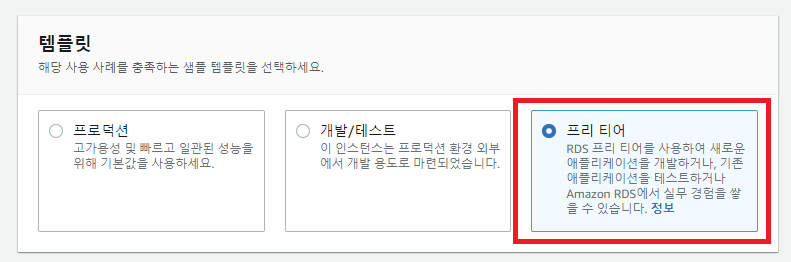 템플릿
해당 사용 사례를 충족하는 샘플 템플릿을 선택하세요.
프로덕션
고가용성 및 빠르고 일관된 성능을
위해 기본값을 사용하세요.
개발/테스트
이 인스턴스는 프로덕션 환경 외부
에서 개발 용도로 마련되었습니다.
프리 티어
RDS 프리 티어를 사용하여 새로운
애플리케이션을 개발하거나, 기존
애플리케이션을 테스트하거나
Amazon RDS에서 실무 경험을 쌓
을 수 있습니다. 정보